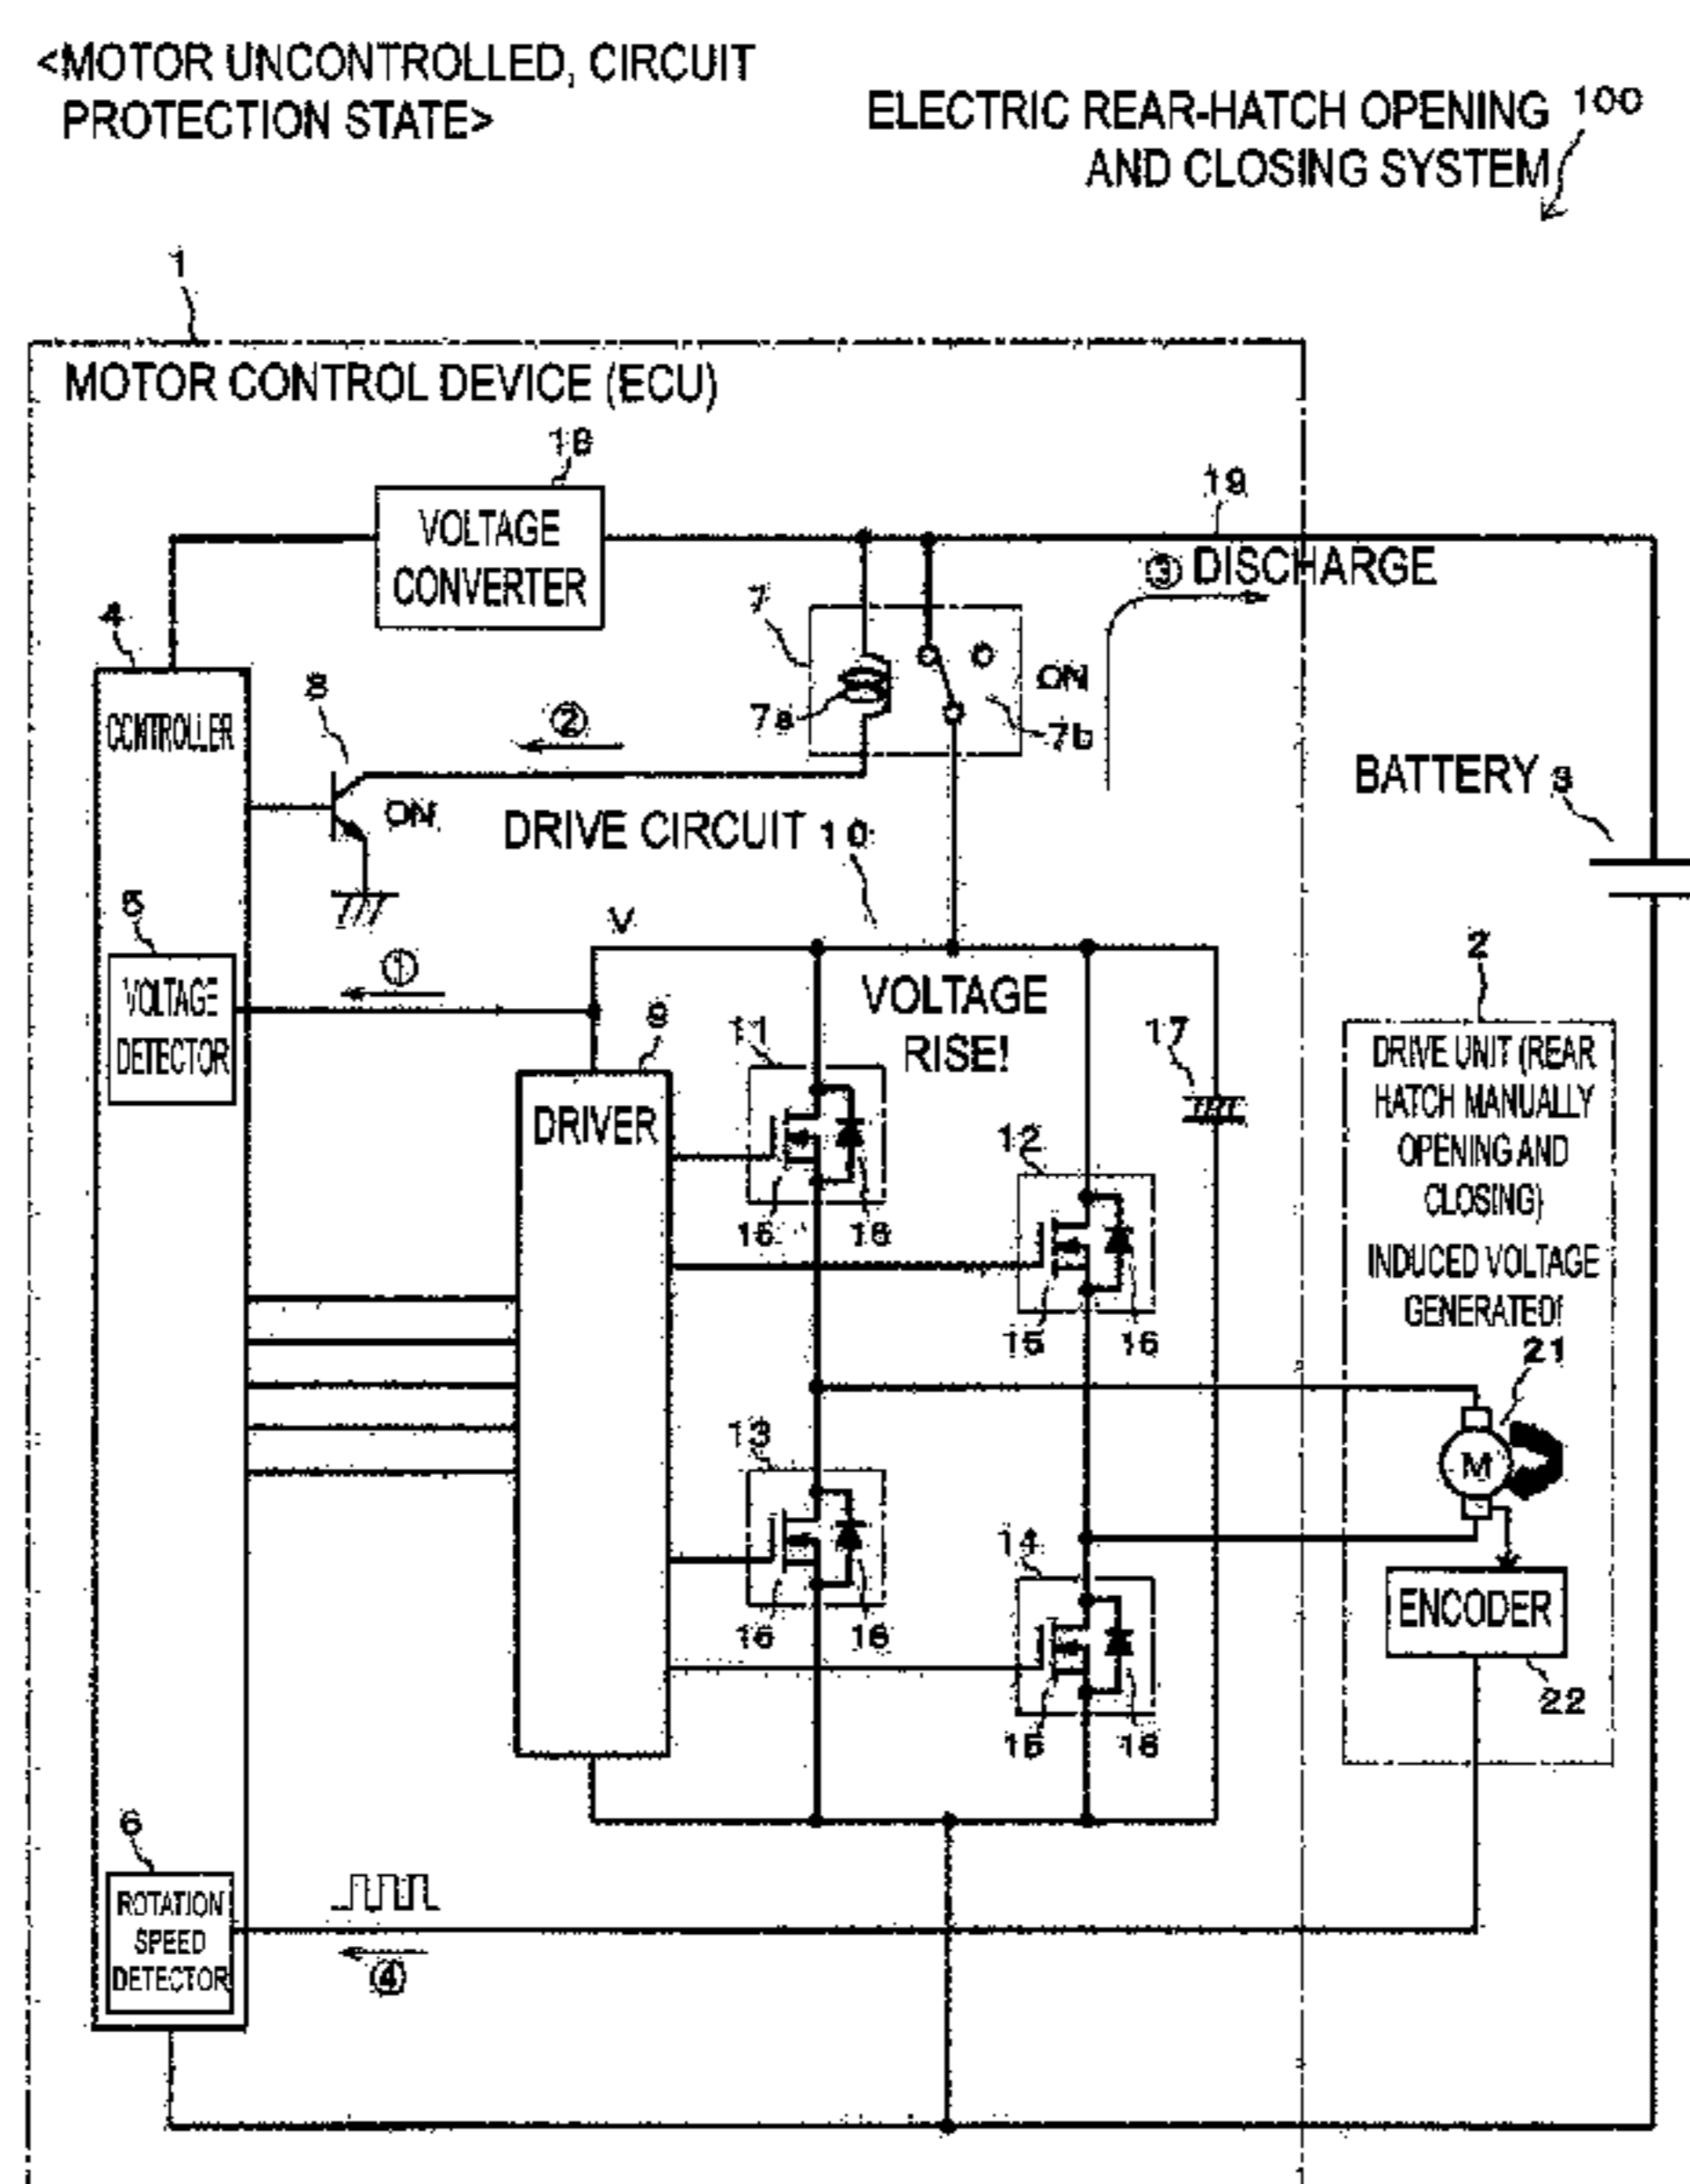 <MOTOR UNCONTROLLED, CIRCUIT
PROTECTION STATE>
ELECTRIC REAR-HATCH OPENING 100
AND CLOSING SYSTEM
1
MOTOR CONTROL DEVICE (ECU)
18
19
VOLTAGE
CONVERTER
③ DISCHARGE
7
4
8
ON
7a
7b
②
CONTROLLER
BATTERY 3
ON
DRIVE CIRCUIT 10
5
V
2
①
VOLTAGE
DETECTOR
VOLTAGE
RISE!
9
11
17
DRIVE UNIT (REAR
HATCH MANUALLY
OPENING AND
CLOSING)
INDUCED VOLTAGE
GENERATED!
DRIVER
12
15
16
15
16
21
13
M
14
ENCODER
15
16
22
15
16
6
ROTATION
SPEED
DETECTOR
④